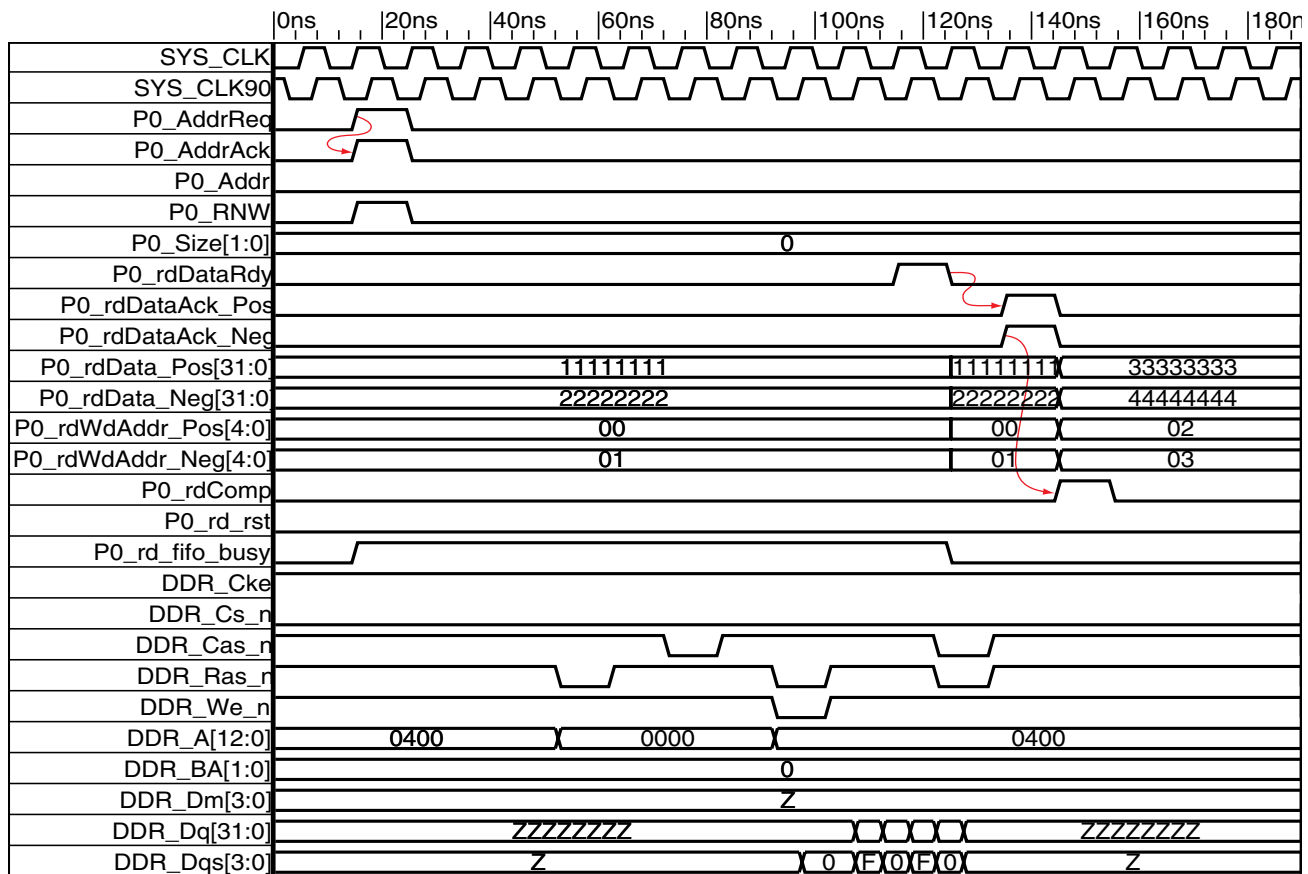 0ns 20ns 40ns 60ns 80ns 100ns 120ns 140ns 160ns 180n
SYS_CLK
SYS_CLK90
P0_AddrReq
P0_AddrAck
P0_Addr
P0_RNW
P0_Size[1:0] 0
P0_rdDataRdy
P0_rdDataAck_Pos
P0_rdDataAck_Neg
P0_rdData_Pos[31:0] 11111111 11111111 33333333
P0_rdData_Neg[31:0] 22222222 22222222 44444444
P0_rdWdAddr_Pos[4:0] 00 00 02
P0_rdWdAddr_Neg[4:0] 01 01 03
P0_rdComp
P0_rd_rst
P0_rd_fifo_busy
DDR_Cke
DDR_Cs_n
DDR_Cas_n
DDR_Ras_n
DDR_We_n
DDR_A[12:0] 0400 0000 0400
DDR_BA[1:0] 0
DDR_Dm[3:0] Z
DDR_Dq[31:0] ZZZZZZZZ ZZZZZZZZ
DDR_Dqs[3:0] Z 0 F 0 F 0 Z